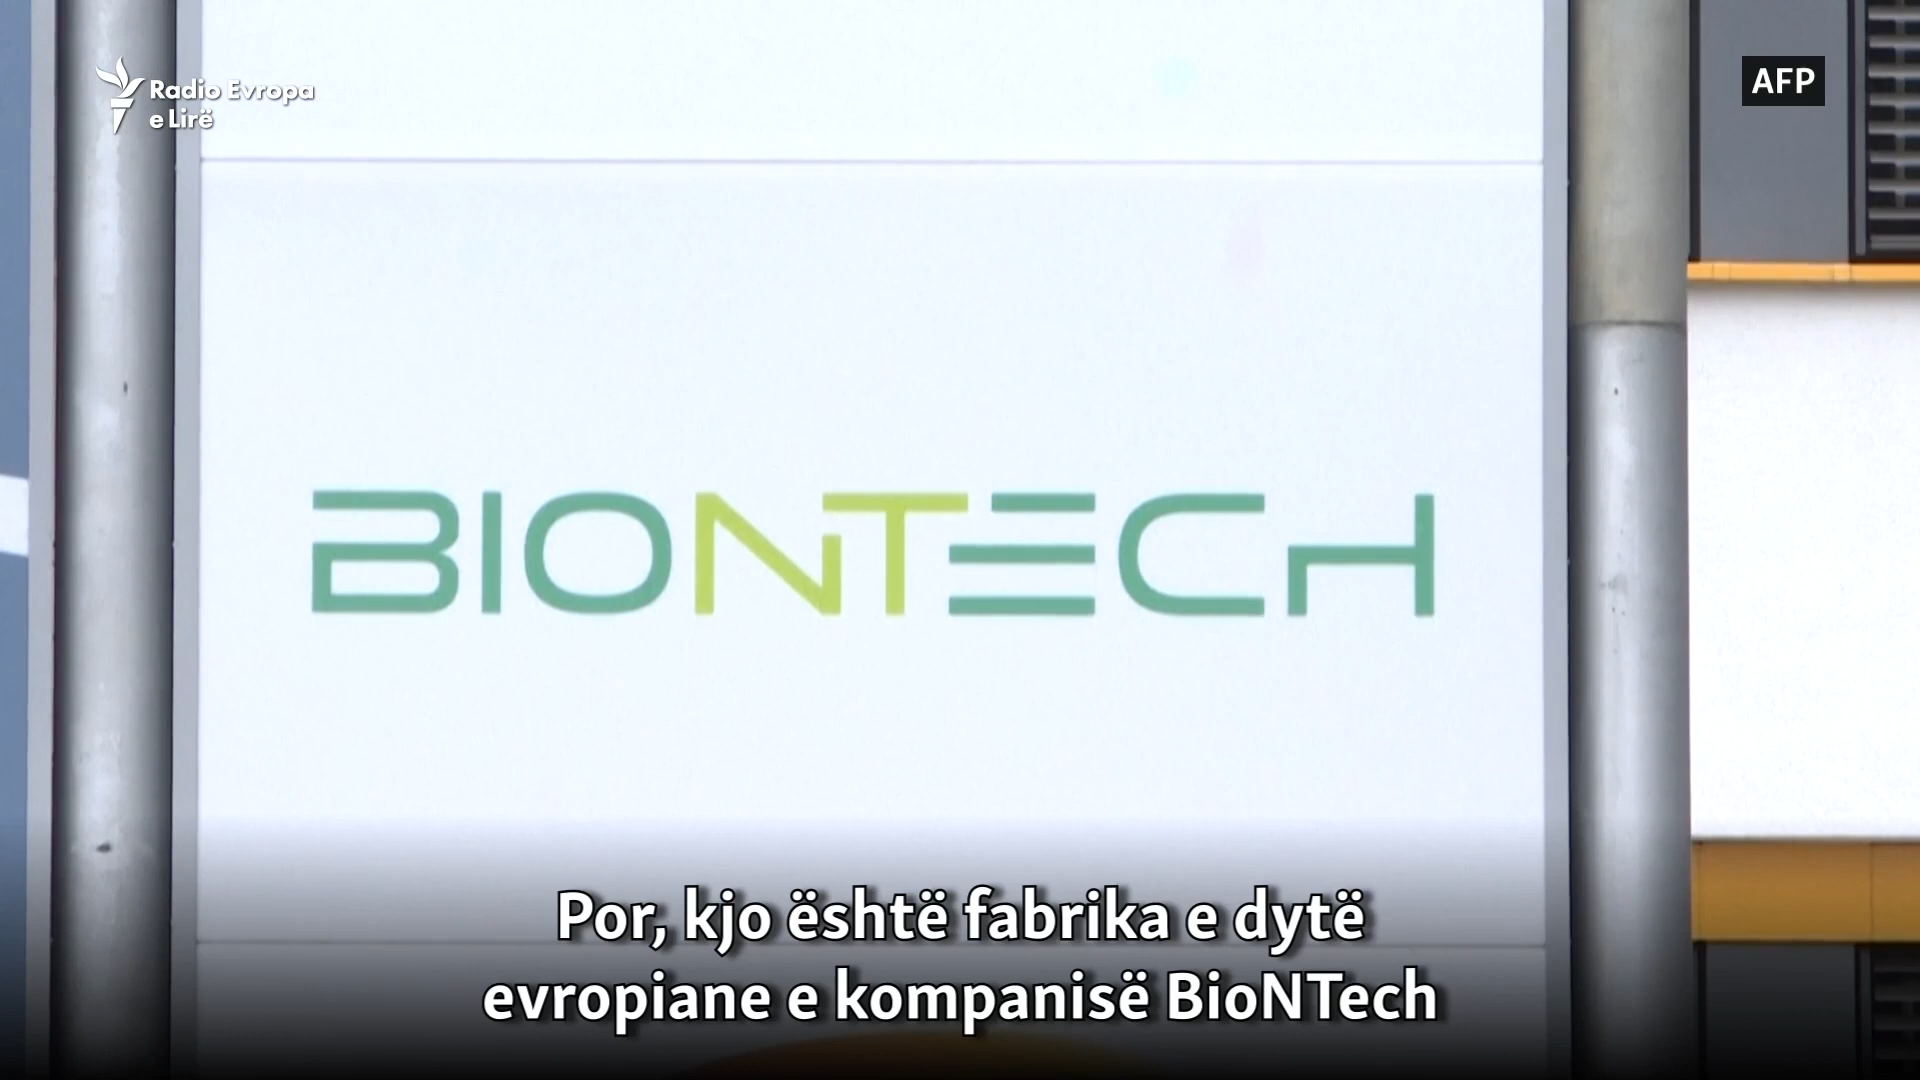 Radio Evropa
e Lirë
AFP
BIONTECH
Por, kjo është fabrika e dytë
evropiane e kompanisë BioNTech